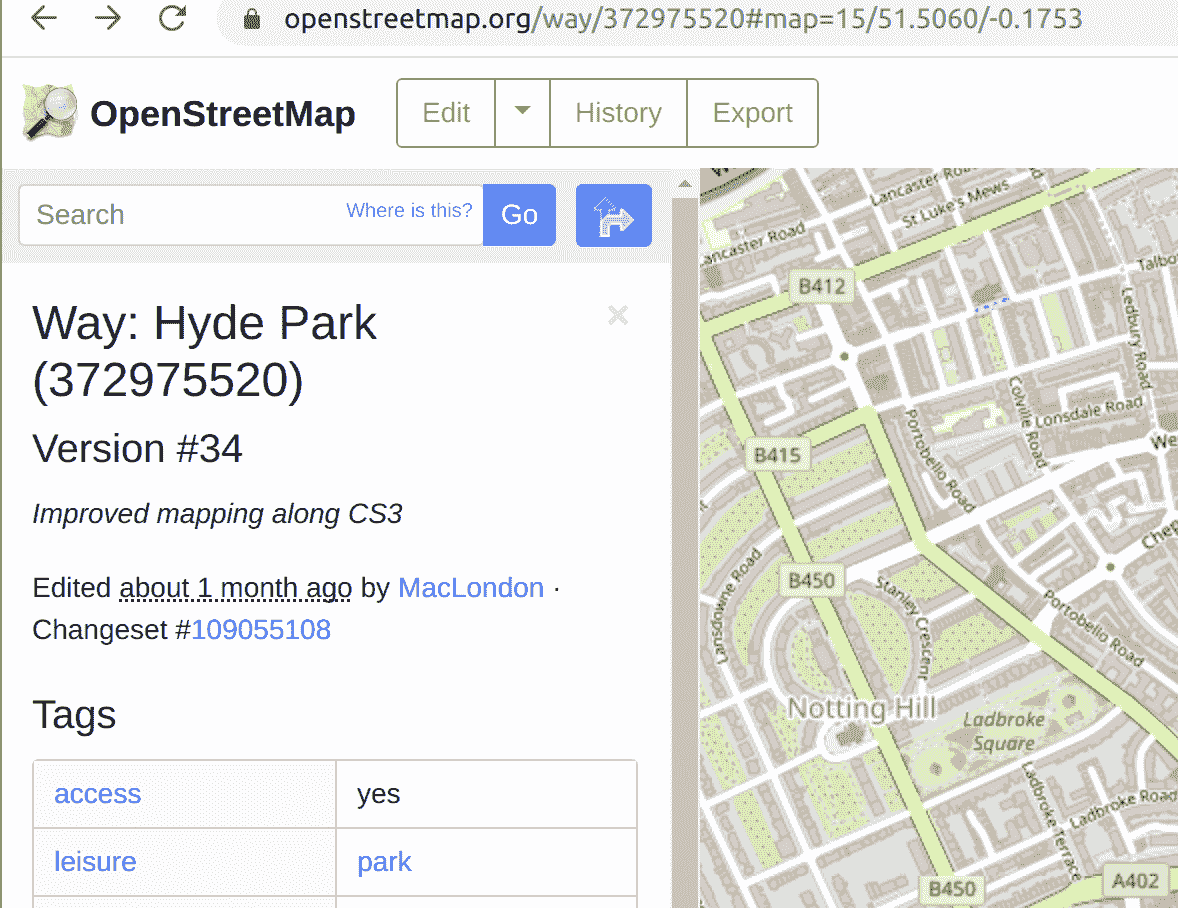 openstreetmap.org/way/372975520#map=15/51.5060/-0.1753
OpenStreetMap Edit History Export
Search Where is this? Go
Way: Hyde Park
(372975520)
Version #34
Improved mapping along CS3
Edited about 1 month ago by MacLondon ·
Changeset #109055108
Tags
access yes
leisure park
Lancaster Road
St Luke's Mews
ancaster Road
B412
Talbo
Ledbury Road
Colville Road
Lonsdale Road
Portobello Road
We
B415
Chep
B450
Lansdowne Road
Stanley Crescent
Portobello Road
Notting Hill
Ladbroke
Square
Ladbroke Terrace
Ladbroke Road
A402
B450